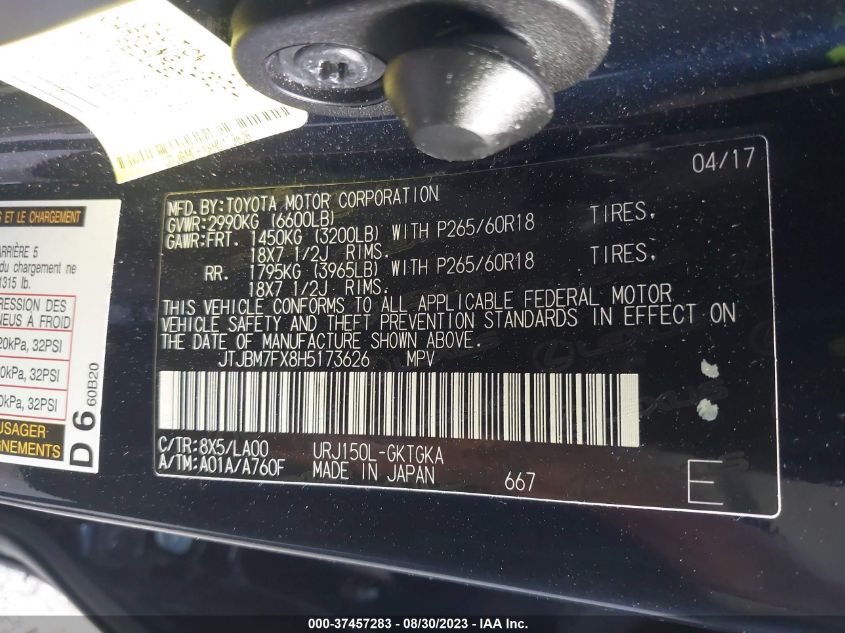 04/17
MFD.BY:TOYOTA MOTOR CORPORATION
GVWR:2990KG (6600LB)
GAWR:FRT. 1450KG (3200LB) WITH P265/60R18 TIRES,
18X7 1/2J RIMS.
RR. 1795KG (3965LB) WITH P265/60R18 TIRES,
18X7 1/2J RIMS.
THIS VEHICLE CONFORMS TO ALL APPLICABLE FEDERAL MOTOR
VEHICLE SAFETY AND THEFT PREVENTION STANDARDS IN EFFECT ON
THE DATE OF MANUFACTURE SHOWN ABOVE.
JTJBM7FX8H5173626 MPV
C/TR:8X5/LA00 URJ150L-GKTGKA
A/TM:A01A/A760F MADE IN JAPAN
667
E
ET LE CHARGEMENT
ARRIÈRE 5
du chargement ne
1315 lb.
RESSION DES
NEUS À FROID
20kPa, 32PSI
0kPa, 32PSI
0kPa, 33PSI
USAGER
GNEMENTS
D6
60B20
000-37457283 - 08/30/2023 - IAA Inc.